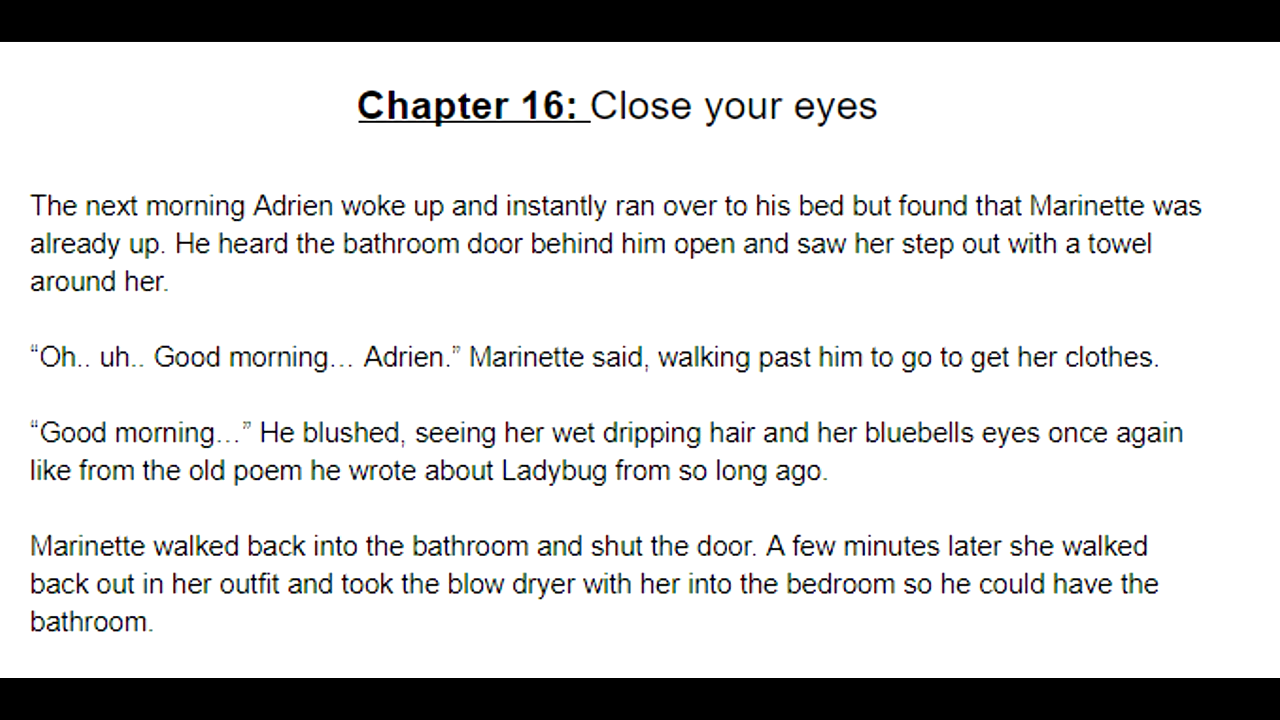 Chapter 16: Close your eyes
The next morning Adrien woke up and instantly ran over to his bed but found that Marinette was
already up. He heard the bathroom door behind him open and saw her step out with a towel
around her.
“Oh.. uh.. Good morning… Adrien.” Marinette said, walking past him to go to get her clothes.
“Good morning…” He blushed, seeing her wet dripping hair and her bluebells eyes once again
like from the old poem he wrote about Ladybug from so long ago.
Marinette walked back into the bathroom and shut the door. A few minutes later she walked
back out in her outfit and took the blow dryer with her into the bedroom so he could have the
bathroom.